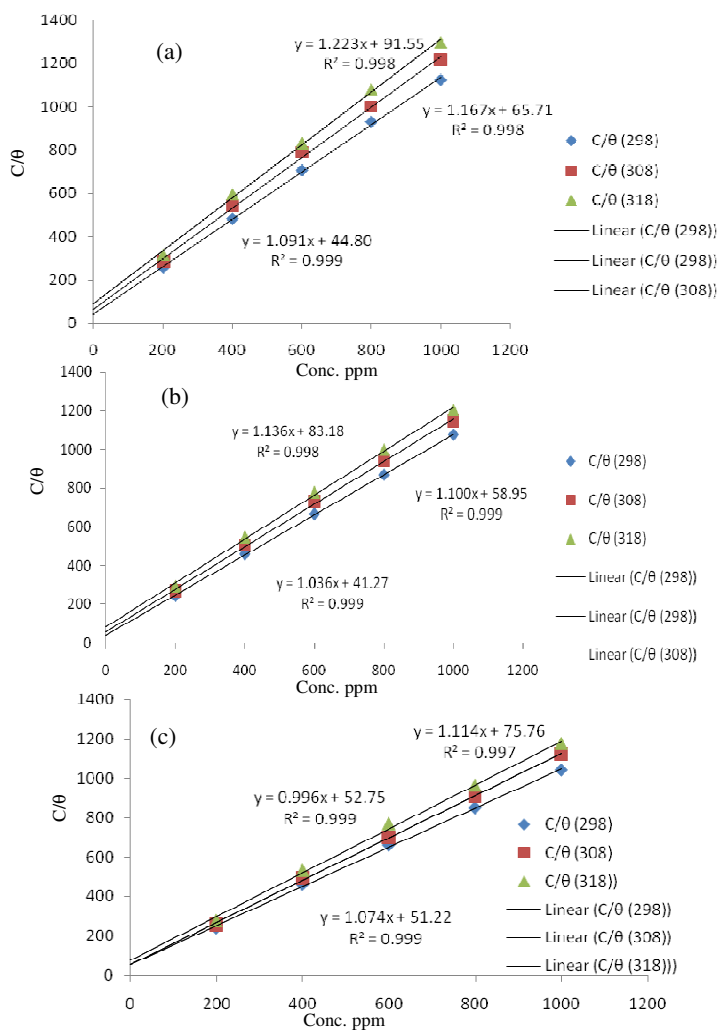 (a)
1400
1200
1000
800
600
400
200
0
C/θ
0 200 400 600 800 1000 1200
Conc. ppm
y = 1.223x + 91.55
R² = 0.998
y = 1.167x + 65.71
R² = 0.998
y = 1.091x + 44.80
R² = 0.999
C/θ (298)
C/θ (308)
C/θ (318)
Linear (C/θ (298))
Linear (C/θ (298))
Linear (C/θ (308))
(b)
1400
1200
1000
800
600
400
200
0
C/θ
0 200 400 600 800 1000 1200
Conc. ppm
y = 1.136x + 83.18
R² = 0.998
y = 1.100x + 58.95
R² = 0.999
y = 1.036x + 41.27
R² = 0.999
C/θ (298)
C/θ (308)
C/θ (318)
Linear (C/θ (298))
Linear (C/θ (298))
Linear (C/θ (308))
(c)
1400
1200
1000
800
600
400
200
0
C/θ
0 200 400 600 800 1000 1200
Conc. ppm
y = 1.114x + 75.76
R² = 0.997
y = 0.996x + 52.75
R² = 0.999
y = 1.074x + 51.22
R² = 0.999
C/θ (298)
C/θ (308)
C/θ (318))
Linear (C/θ (298))
Linear (C/θ (308))
Linear (C/θ (318)))